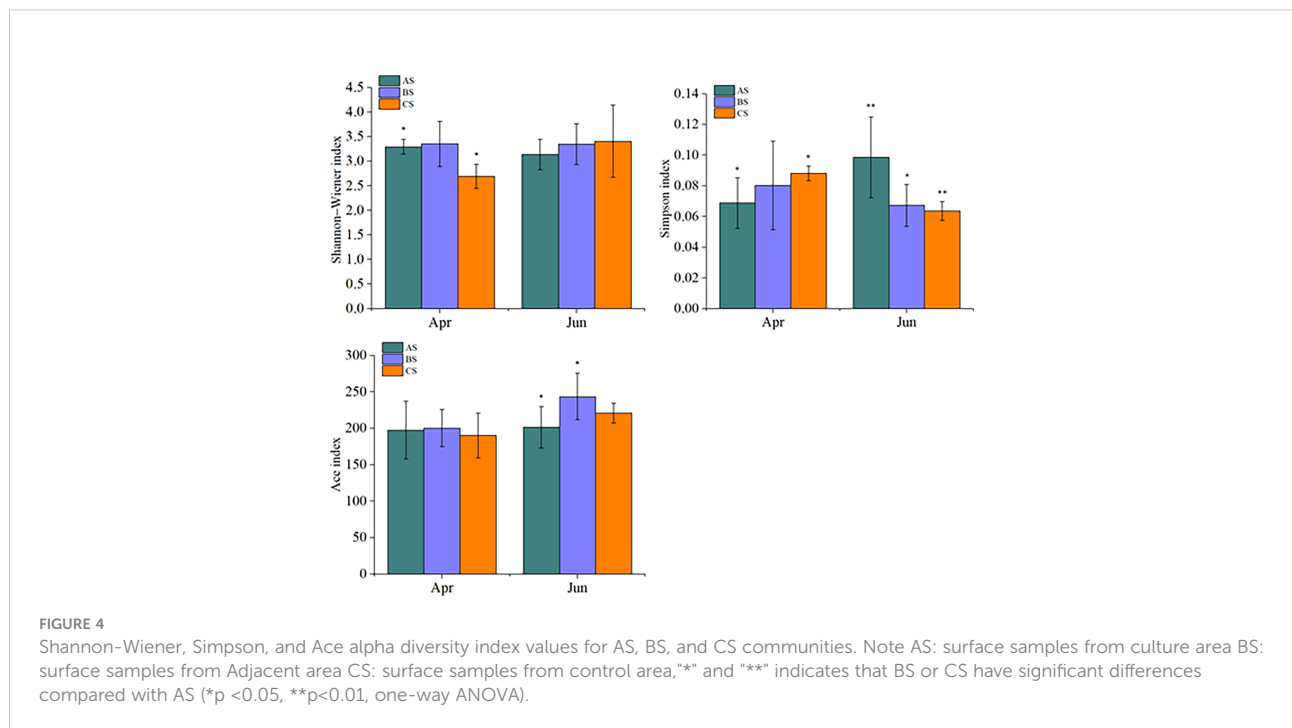 AS
BS
CS
4.5
4.0
3.5
3.0
2.5
2.0
1.5
1.0
0.5
0.0
Shannon-Wiener index
*
*
Apr
Jun
AS
BS
CS
0.14
0.12
0.10
0.08
0.06
0.04
0.02
0.00
Simpson index
*
*
**
*
**
Apr
Jun
AS
BS
CS
300
250
200
150
100
50
0
Ace index
*
*
Apr
Jun
FIGURE 4
Shannon-Wiener, Simpson, and Ace alpha diversity index values for AS, BS, and CS communities. Note AS: surface samples from culture area BS:
surface samples from Adjacent area CS: surface samples from control area,"*" and "**" indicates that BS or CS have significant differences
compared with AS (*p <0.05, **p<0.01, one-way ANOVA).